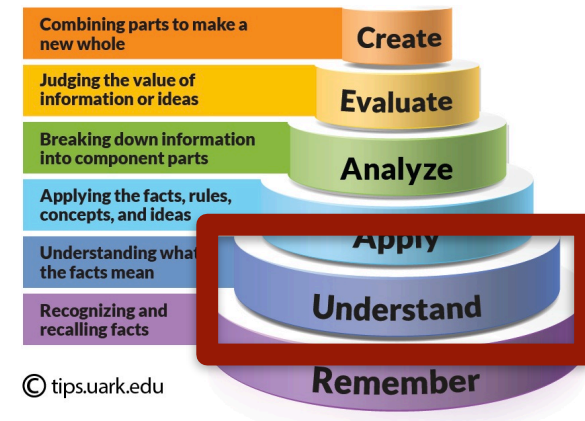 Combining parts to make a
new whole
Create
Judging the value of
information or ideas
Evaluate
Breaking down information
into component parts
Analyze
Applying the facts, rules,
concepts, and ideas
Apply
Understanding what
the facts mean
Understand
Recognizing and
recalling facts
Remember
© tips.uark.edu